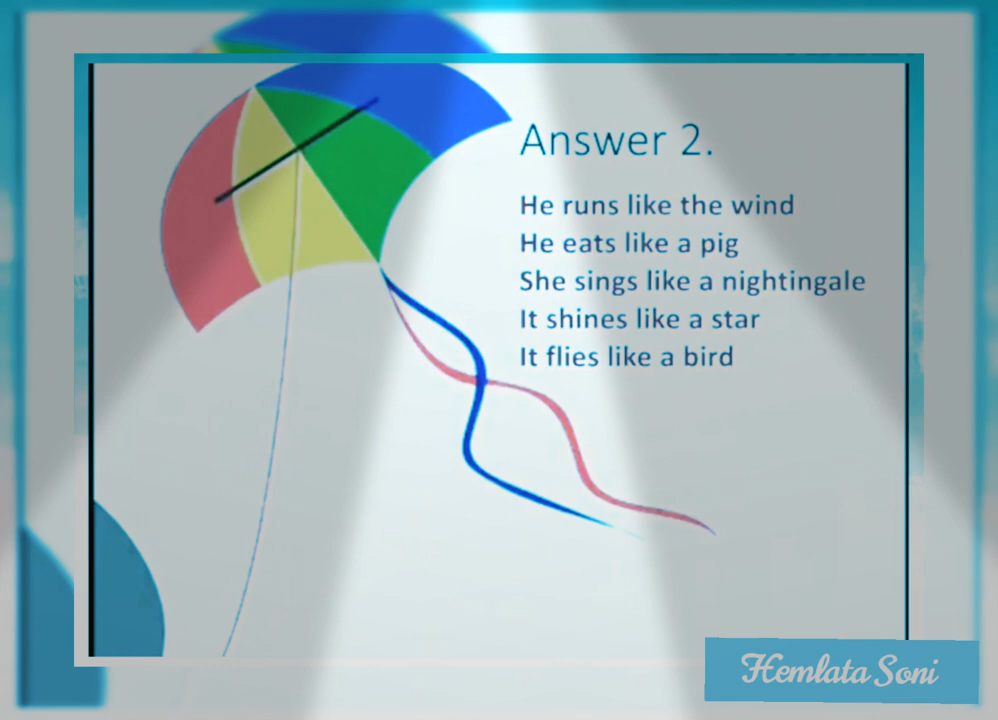 Answer 2.
He runs like the wind
He eats like a pig
She sings like a nightingale
It shines like a star
It flies like a bird
Hemlata Soni